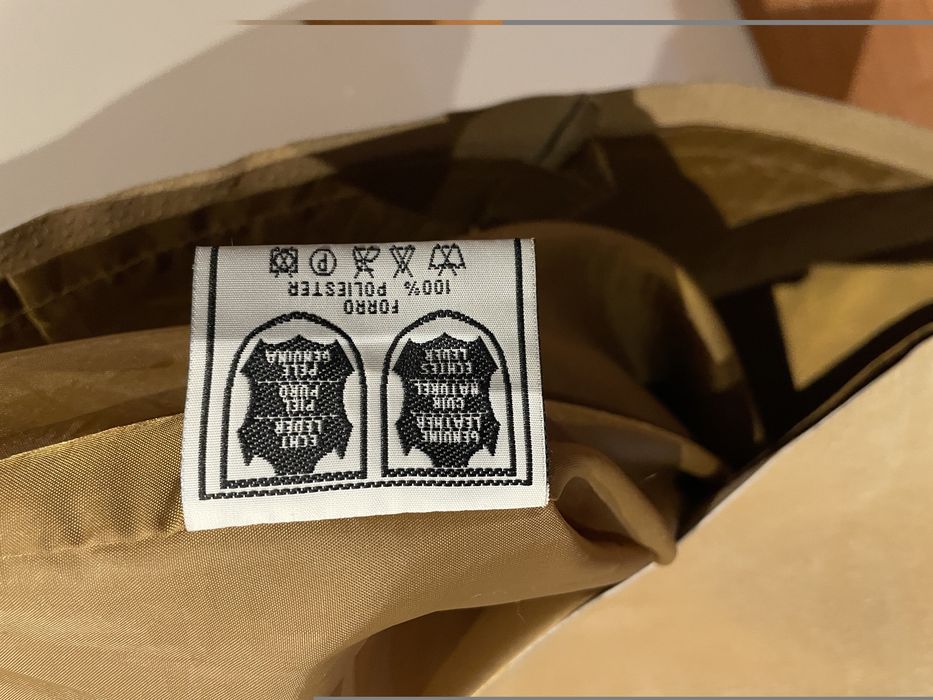 GENUINE
LEATHER
CUIR
NATUREL
ECHTES
LEDER
ECHT
LEDER
PIEL
PURO
PELE
GENUINA
FORRO
100% POLIESTER
P